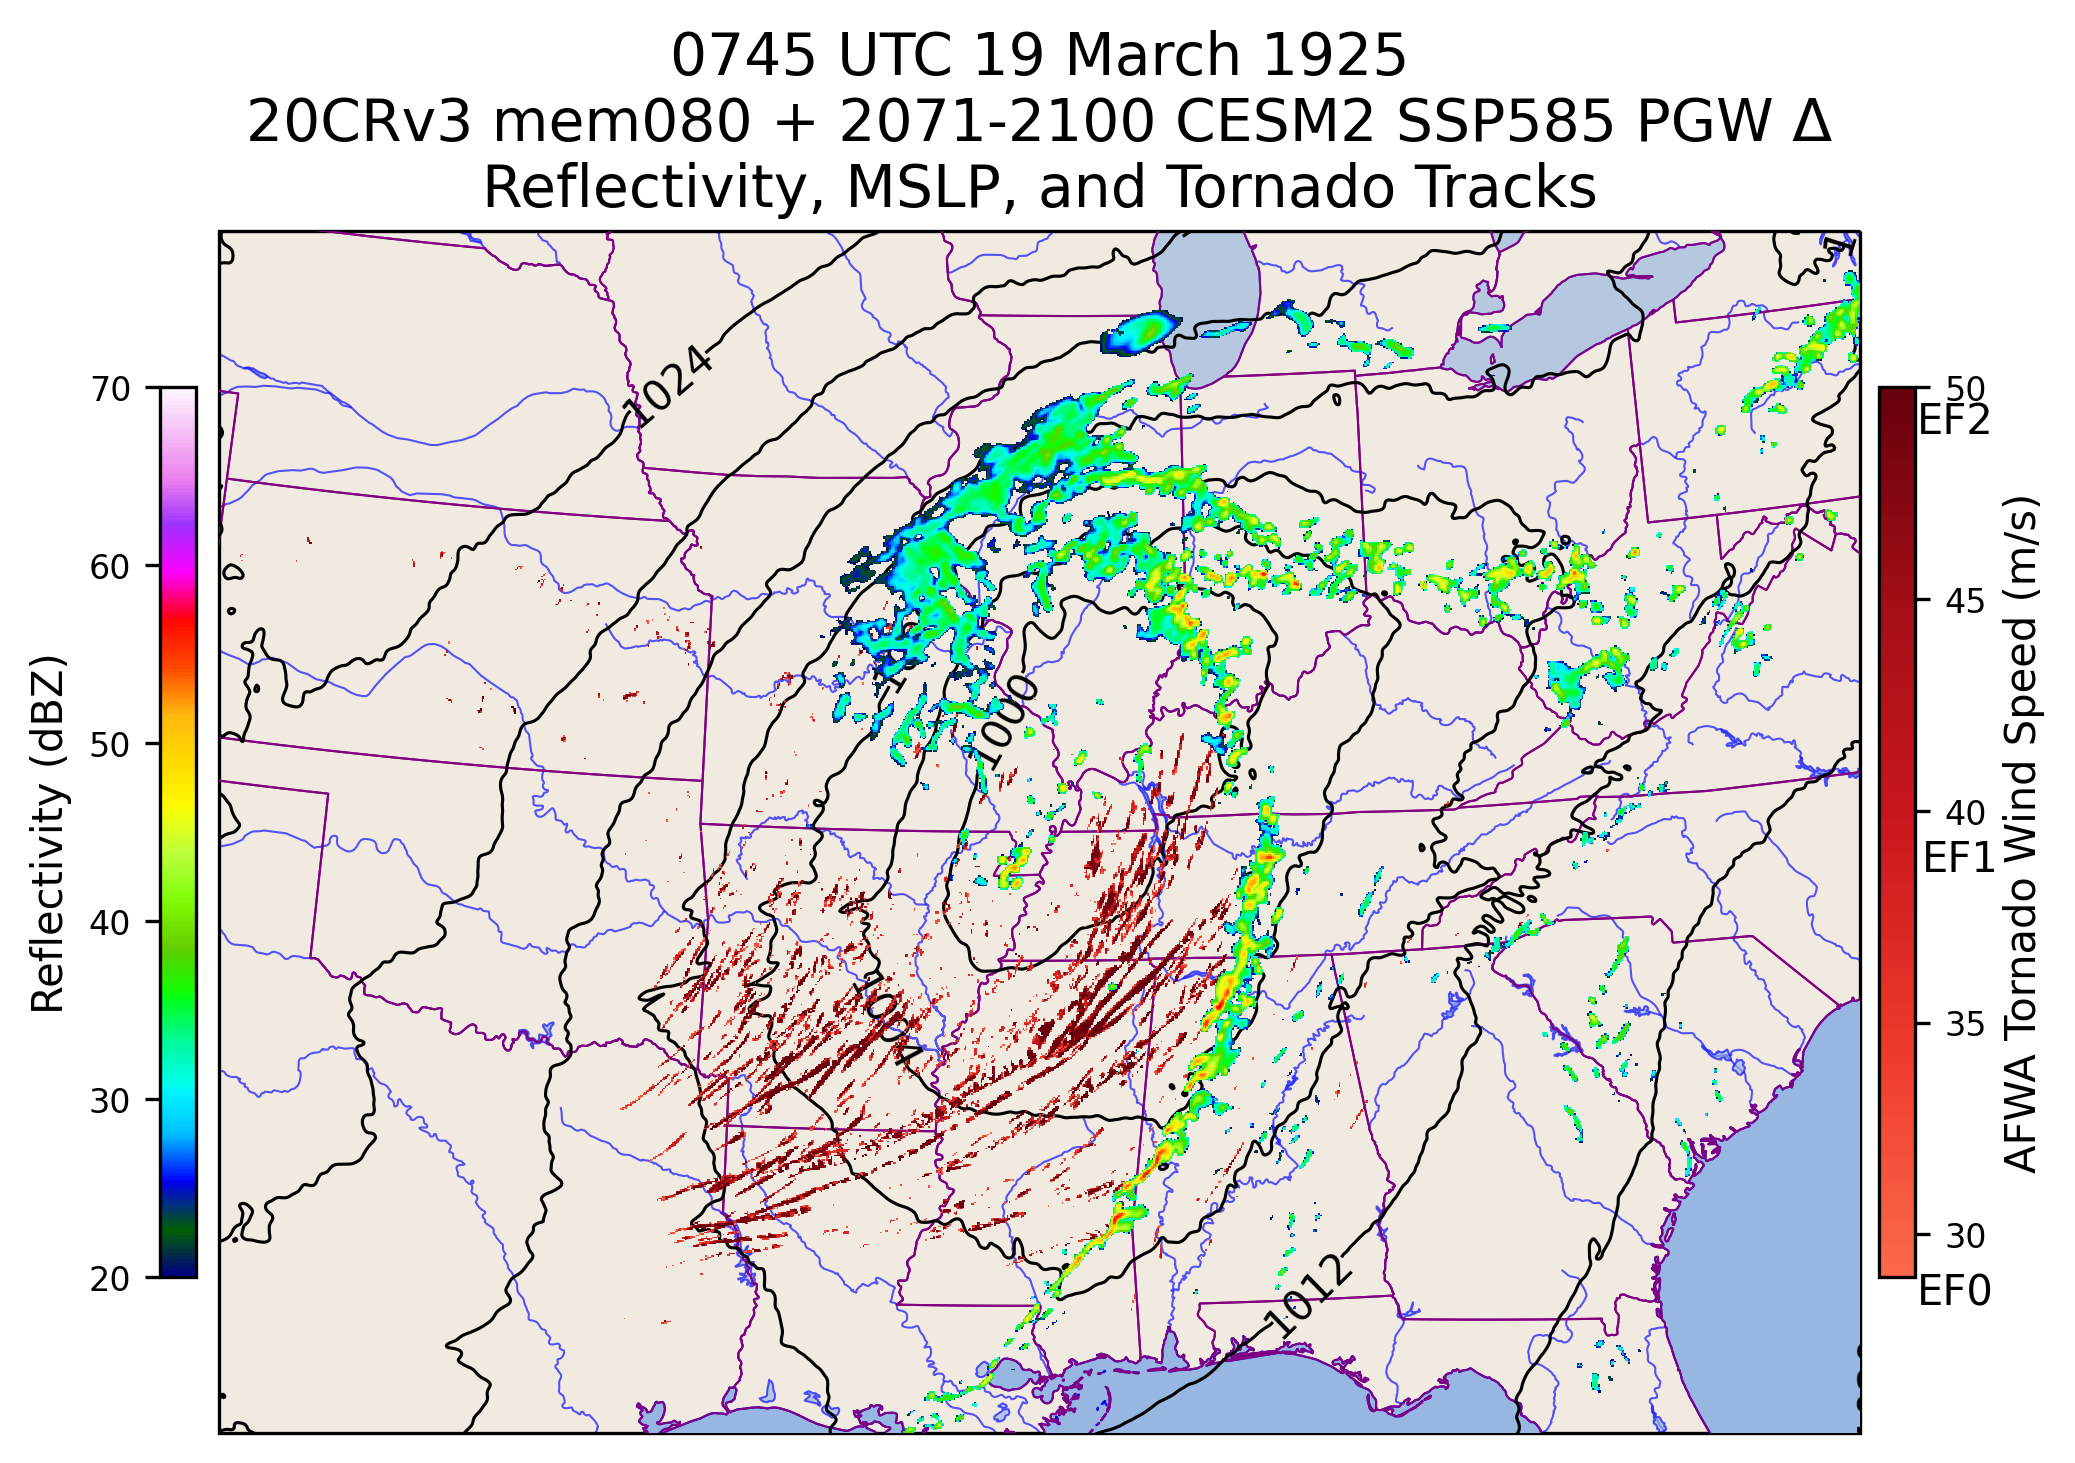 0745 UTC 19 March 1925
20CRv3 mem080 + 2071-2100 CESM2 SSP585 PGW Δ
Reflectivity, MSLP, and Tornado Tracks
Reflectivity (dBZ)
70
60
50
40
30
20
1024
1000
1012
50
EF2
45
40
EF1
35
30
EF0
AFWA Tornado Wind Speed (m/s)